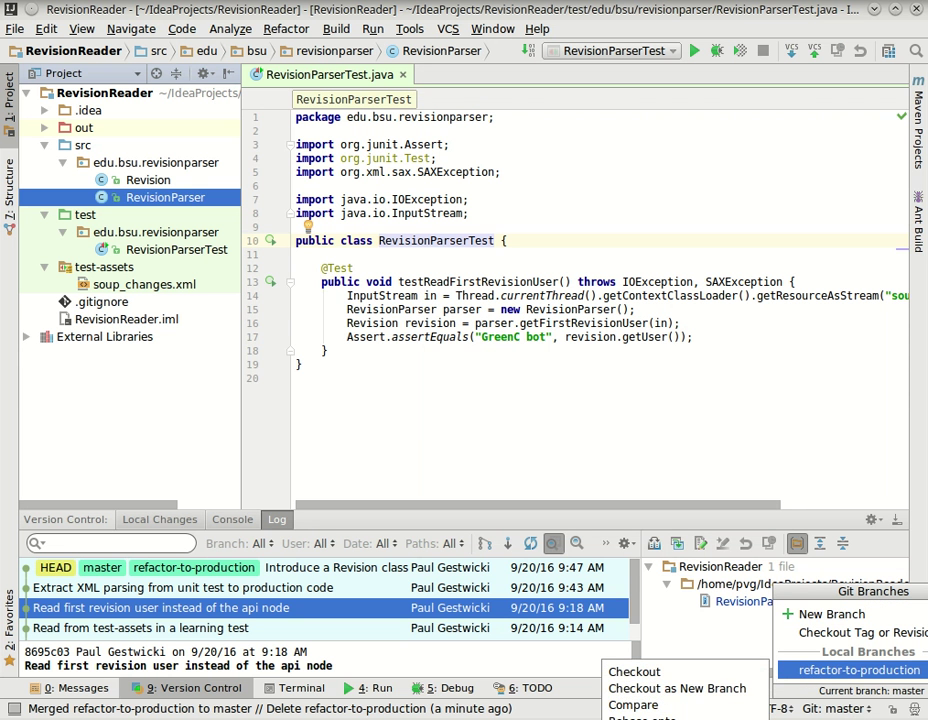 RevisionReader - [~/IdeaProjects/RevisionReader] - [RevisionReader] - ~/IdeaProjects/RevisionReader/test/edu/bsu/revisionparser/RevisionParserTest.java - I...
File Edit View Navigate Code Analyze Refactor Build Run Tools VCS Window Help
RevisionReader src edu bsu revisionparser RevisionParser RevisionParserTest VCS VCS
Project RevisionParserTest.java
1: Project
7: Structure
2: Favorites
RevisionReader ~/IdeaProjects/
.idea
out
src
edu.bsu.revisionparser
Revision
RevisionParser
test
edu.bsu.revisionparser
RevisionParserTest
test-assets
soup_changes.xml
.gitignore
RevisionReader.iml
External Libraries
RevisionParserTest
1 package edu.bsu.revisionparser;
2
3 import org.junit.Assert;
4 import org.junit.Test;
5 import org.xml.sax.SAXException;
6
7 import java.io.IOException;
8 import java.io.InputStream;
9
10 public class RevisionParserTest {
11
12 @Test
13 public void testReadFirstRevisionUser() throws IOException, SAXException {
14 InputStream in = Thread.currentThread().getContextClassLoader().getResourceAsStream("sou
15 RevisionParser parser = new RevisionParser();
16 Revision revision = parser.getFirstRevisionUser(in);
17 Assert.assertEquals("GreenC bot", revision.getUser());
18 }
19 }
20
m
Maven Projects
Ant Build
Version Control: Local Changes Console Log
Branch: All User: All Date: All Paths: All »
HEAD master refactor-to-production Introduce a Revision class Paul Gestwicki 9/20/16 9:47 AM
Extract XML parsing from unit test to production code Paul Gestwicki 9/20/16 9:43 AM
Read first revision user instead of the api node Paul Gestwicki 9/20/16 9:18 AM
Read from test-assets in a learning test Paul Gestwicki 9/20/16 9:14 AM
8695c03 Paul Gestwicki on 9/20/16 at 9:18 AM
Read first revision user instead of the api node
RevisionReader 1 file
/home/pvg/IdeaProjects/RevisionReade
RevisionPa
Git Branches
New Branch
Checkout Tag or Revisio
Local Branches
refactor-to-production
Current branch: master
Checkout
Checkout as New Branch
Compare
Rebase onto
0: Messages 9: Version Control Terminal 4: Run 5: Debug 6: TODO
Merged refactor-to-production to master // Delete refactor-to-production (a minute ago) TF-8 Git: master